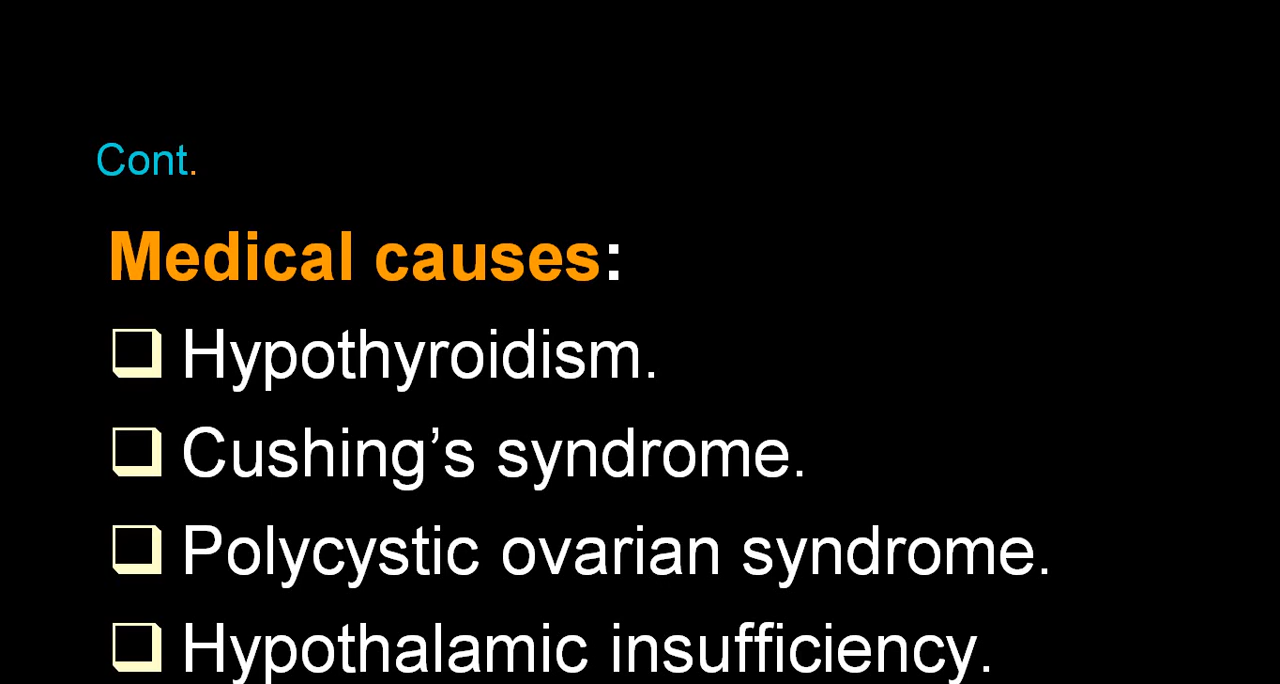 Cont.
Medical causes:
❑ Hypothyroidism.
❑ Cushing’s syndrome.
❑ Polycystic ovarian syndrome.
❑ Hypothalamic insufficiency.